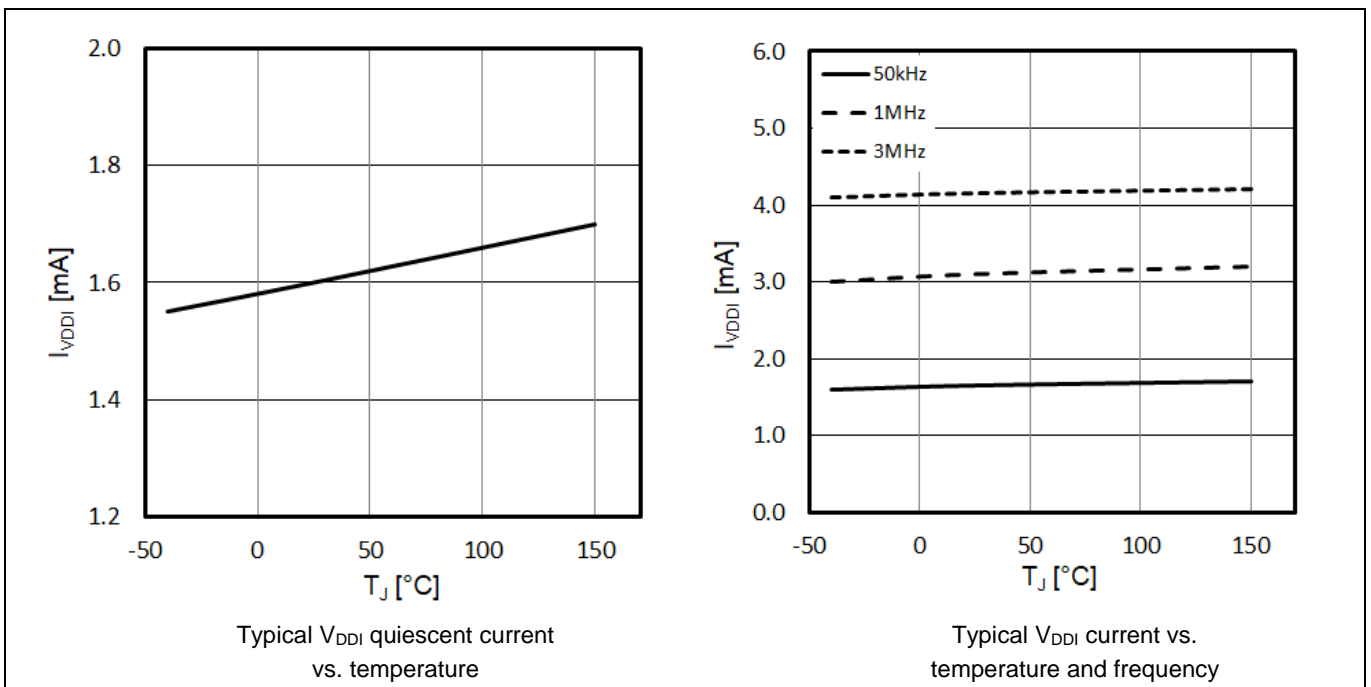 2.0
1.8
1.6
1.4
1.2
I_VDDI [mA]
-50 0 50 100 150
T_J [°C]
Typical V_DDI quiescent current
vs. temperature
6.0
5.0
4.0
3.0
2.0
1.0
0.0
I_VDDI [mA]
50kHz
1MHz
3MHz
-50 0 50 100 150
T_J [°C]
Typical V_DDI current vs.
temperature and frequency